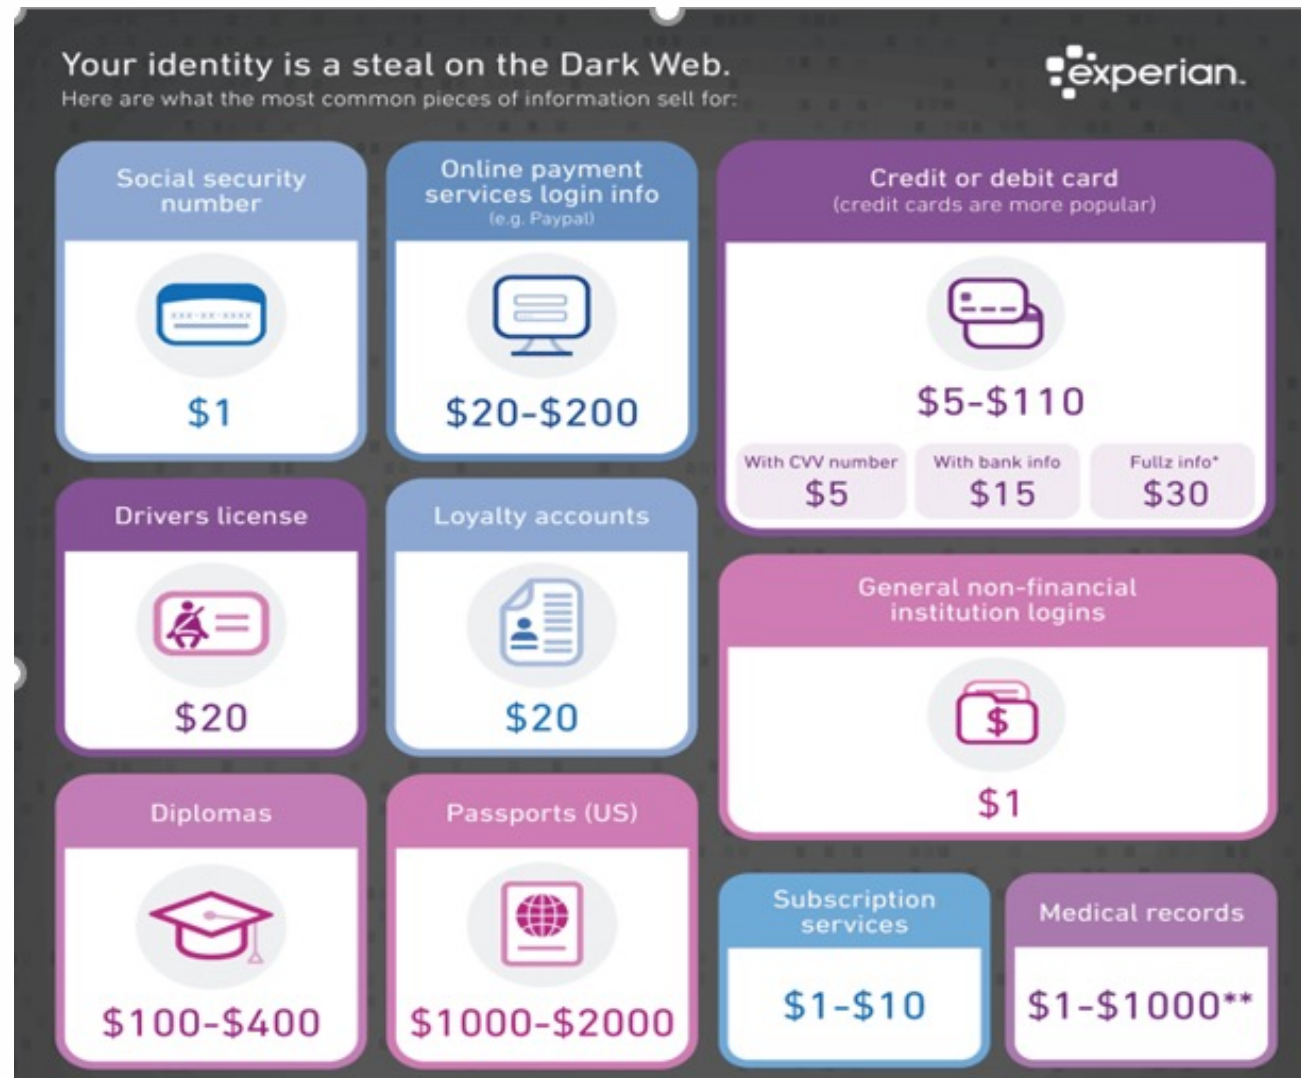 Your identity is a steal on the Dark Web.
Here are what the most common pieces of information sell for:
experian.
Social security
number
xxx-xx-xxxx
$1
Online payment
services login info
(e.g. Paypal)
$20-$200
Credit or debit card
(credit cards are more popular)
$5-$110
With CVV number
$5
With bank info
$15
Fullz info*
$30
Drivers license
$20
Loyalty accounts
$20
General non-financial
institution logins
$
$1
Diplomas
$100-$400
Passports (US)
$1000-$2000
Subscription
services
$1-$10
Medical records
$1-$1000**